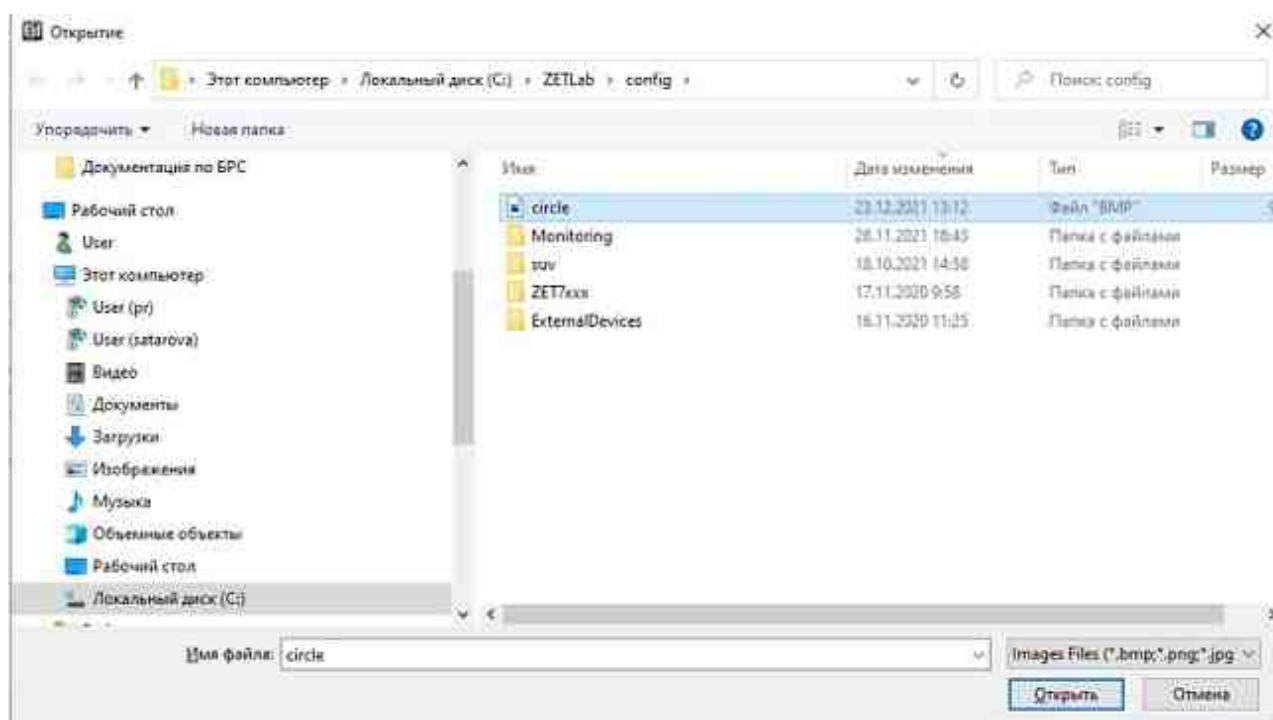 Открытие
Этот компьютер › Локальный диск (C:) › ZETLab › config ›
Поиск: config
Упорядочить
Новая папка
Имя
Дата изменения
Тип
Размер
Документация по БРС
Рабочий стол
User
Этот компьютер
User (pr)
User (satarova)
Видео
Документы
Загрузки
Изображения
Музыка
Объемные объекты
Рабочий стол
Локальный диск (C:)
circle 23.12.2021 13:12 Файл "BMP"
Monitoring 26.11.2021 Папка с файлами
suv 18.10.2021 14:58 Папка с файлами
ZET7xxx 17.11.2020 9:58 Папка с файлами
ExternalDevices 16.11.2020 11:25 Папка с файлами
Имя файла: circle
Images Files (*.bmp;*.png;*.jpg
Открыть
Отмена